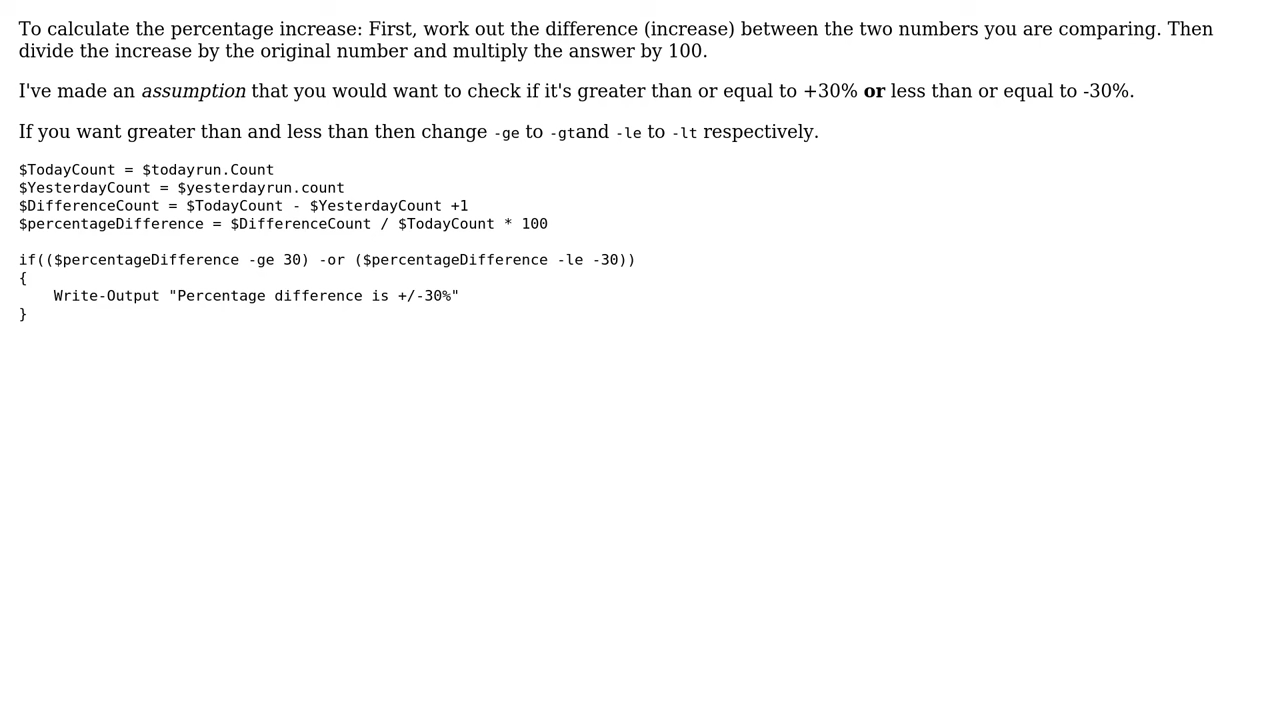 To calculate the percentage increase: First, work out the difference (increase) between the two numbers you are comparing. Then
divide the increase by the original number and multiply the answer by 100.
I've made an assumption that you would want to check if it's greater than or equal to +30% or less than or equal to -30%.
If you want greater than and less than then change -ge to -gtand -le to -lt respectively.
$TodayCount = $todayrun.Count
$YesterdayCount = $yesterdayrun.count
$DifferenceCount = $TodayCount - $YesterdayCount +1
$percentageDifference = $DifferenceCount / $TodayCount * 100
if(($percentageDifference -ge 30) -or ($percentageDifference -le -30))
{
    Write-Output "Percentage difference is +/-30%"
}